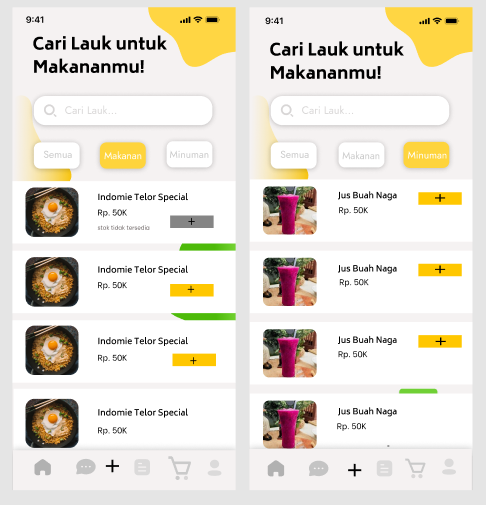 9:41
Cari Lauk untuk
Makananmu!
Cari Lauk...
Semua
Makanan
Minuman
Indomie Telor Special
Rp. 50K
stok tidak tersedia
Indomie Telor Special
Rp. 50K
Indomie Telor Special
Rp. 50K
Indomie Telor Special
Rp. 50K
9:41
Cari Lauk untuk
Makananmu!
Cari Lauk...
Semua
Makanan
Minuman
Jus Buah Naga
Rp. 50K
Jus Buah Naga
Rp. 50K
Jus Buah Naga
Rp. 50K
Jus Buah Naga
Rp. 50K